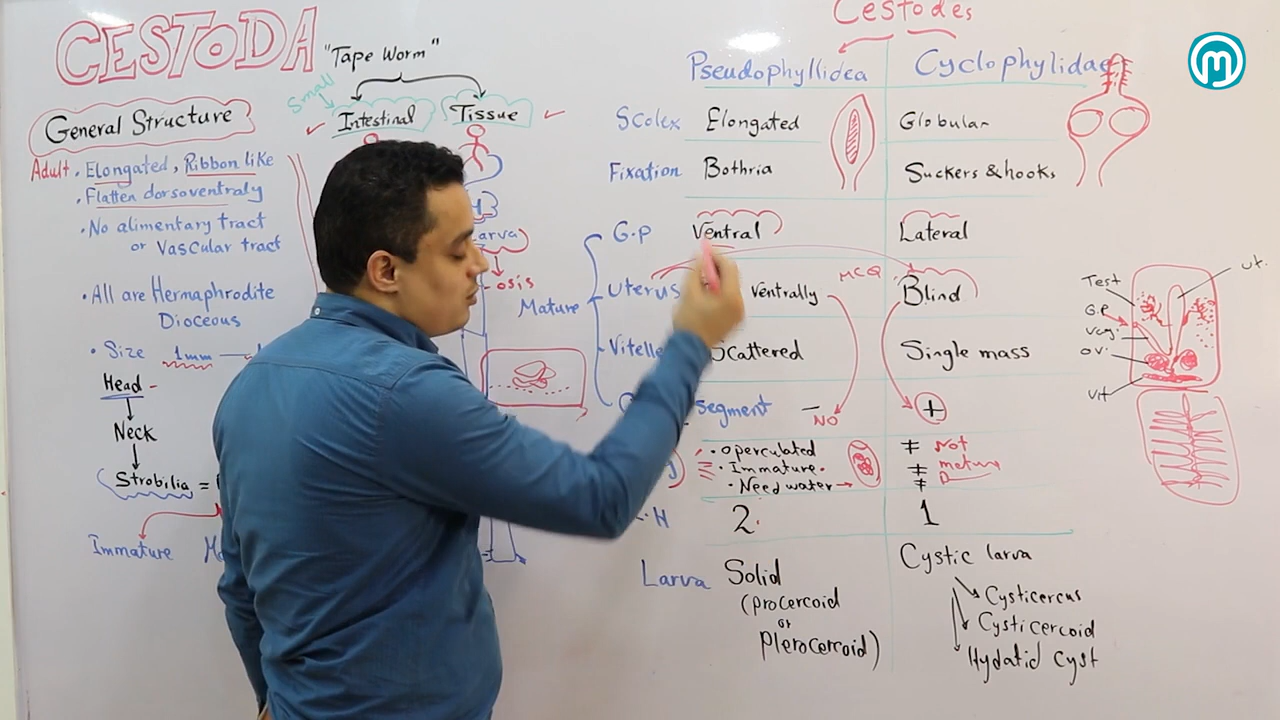 CESTODA
"Tape Worm"
Small
Intestinal
Tissue
General Structure
Adult . Elongated, Ribbon like
. Flatten dorsoventraly
. No alimentary tract
or Vascular tract
. All are Hermaphrodite
Dioceous
. Size 1mm
Head
Neck
Strobilia =
Immature
larva
- osis
Mature
Cestodes
Pseudophyllidea
Cyclophylidae
Scolex Elongated Globular
Fixation Bothria Suckers & hooks
G.p Ventral Lateral
Uterus Ventrally MCQ Blind
Scattered Single mass
segment - NO +
. Operculated ≠ Not
. Immature. ≠
. Need water ≠
.H 2 1
Larva Solid Cystic larva
(procercoid Cysticercus
or Cysticercoid
Plerocercoid) Hydatid Cyst
Test
G.P
Vag.
Ov.
Vit
Ut.